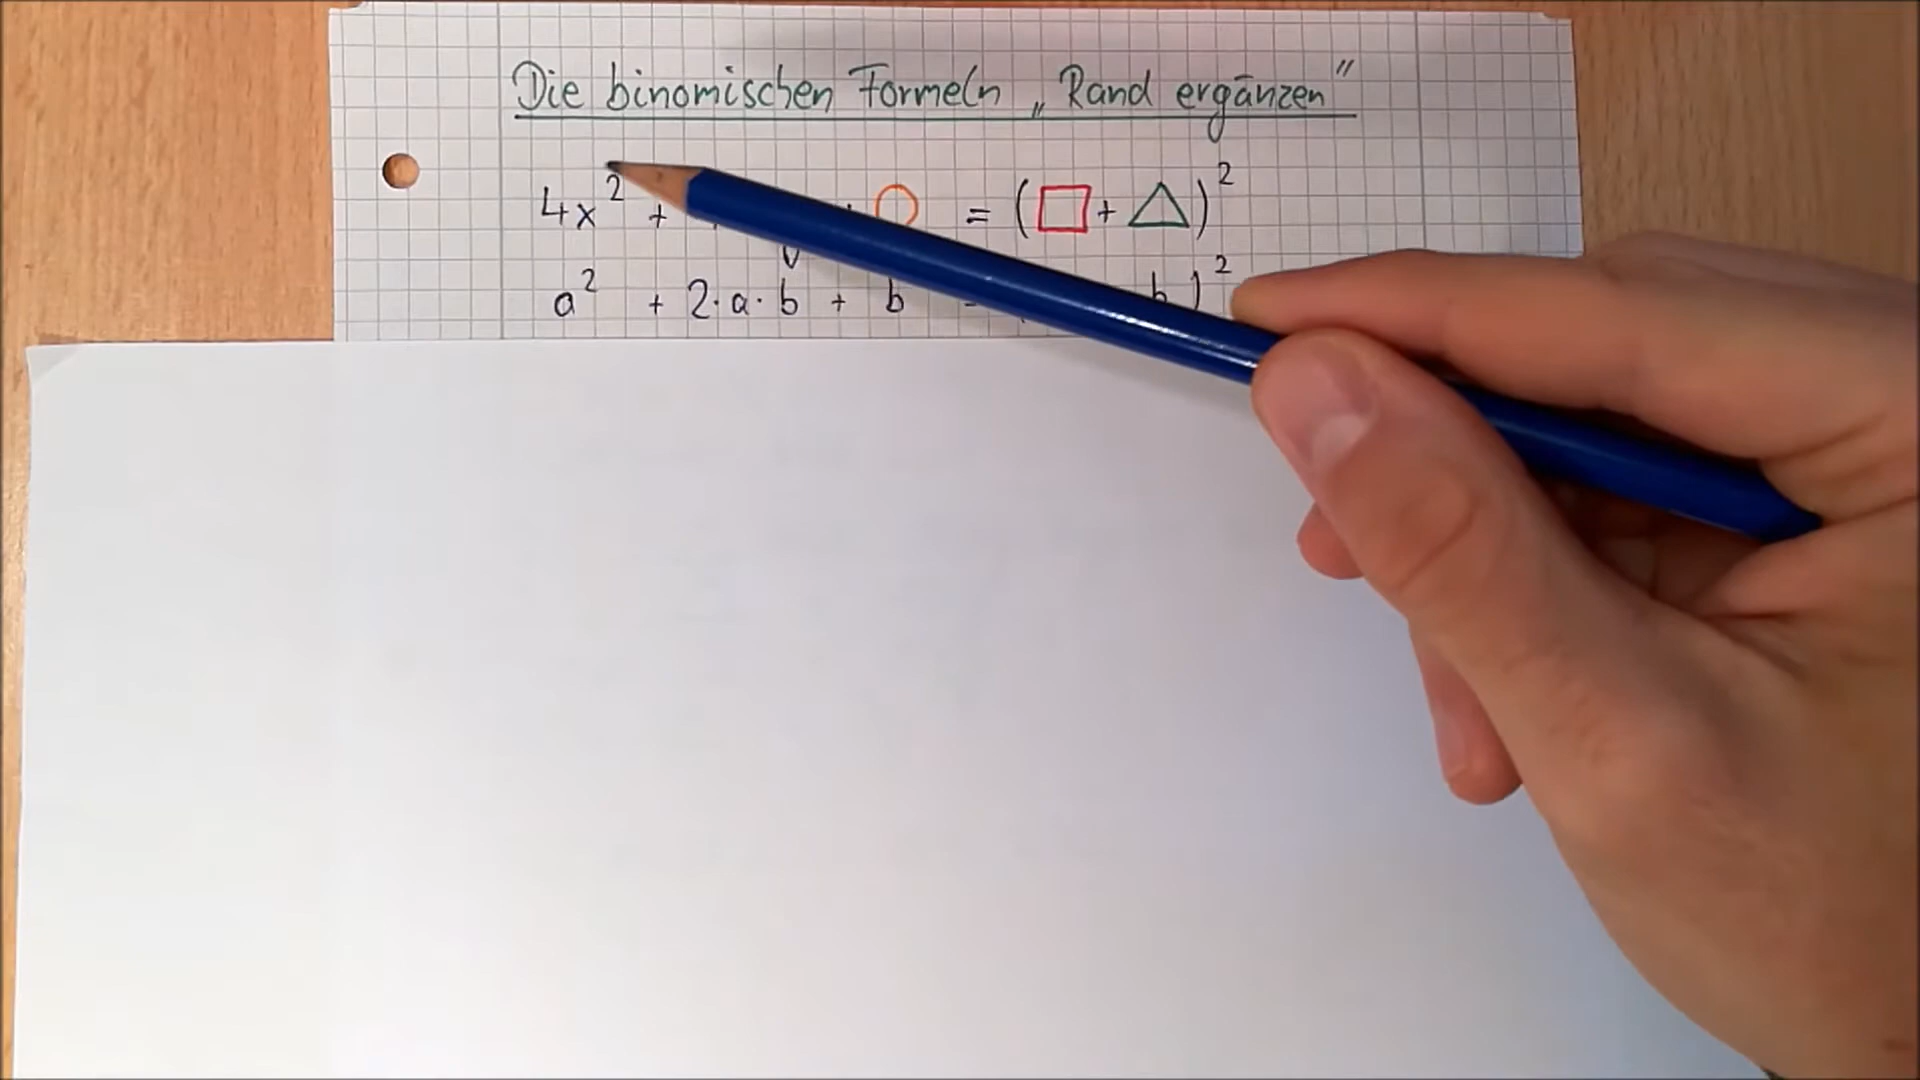 Die binomischen Formeln „Rand ergänzen"
4x² + = ( + )²
a² + 2·a·b + b b)²